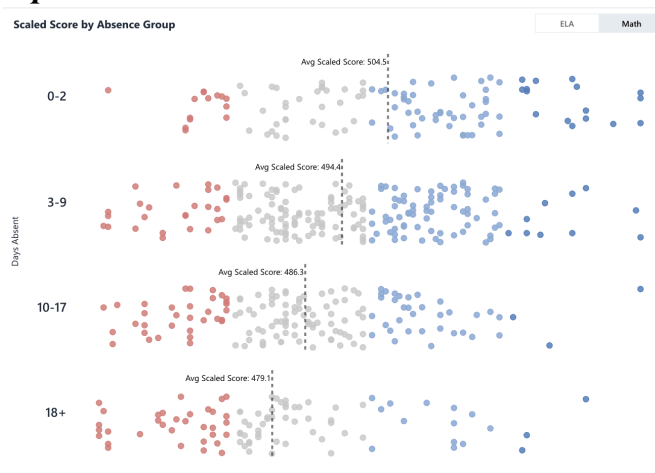 Scaled Score by Absence Group
ELA
Math
Avg Scaled Score: 504.5
0-2
Avg Scaled Score: 494.4
3-9
Days Absent
Avg Scaled Score: 486.3
10-17
Avg Scaled Score: 479.1
18+